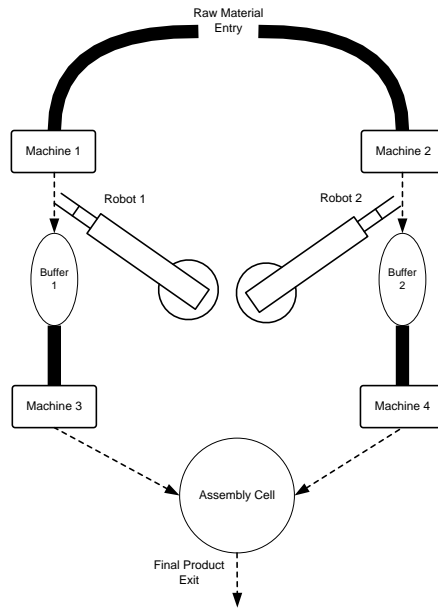 Raw Material
Entry
Machine 1
Machine 2
Robot 1
Robot 2
Buffer
1
Buffer
2
Machine 3
Machine 4
Assembly Cell
Final Product
Exit